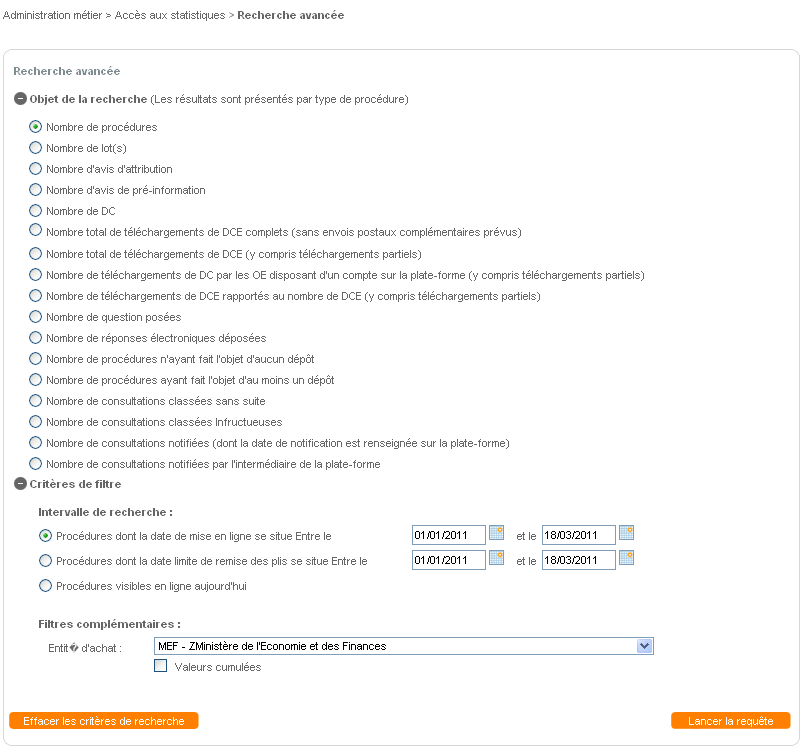 Administration métier > Accès aux statistiques > Recherche avancée
Recherche avancée
Objet de la recherche (Les résultats sont présentés par type de procédure)
Nombre de procédures
Nombre de lot(s)
Nombre d'avis d'attribution
Nombre d'avis de pré-information
Nombre de DC
Nombre total de téléchargements de DCE complets (sans envois postaux complémentaires prévus)
Nombre total de téléchargements de DCE (y compris téléchargements partiels)
Nombre de téléchargements de DC par les OE disposant d'un compte sur la plate-forme (y compris téléchargements partiels)
Nombre de téléchargements de DCE rapportés au nombre de DCE (y compris téléchargements partiels)
Nombre de question posées
Nombre de réponses électroniques déposées
Nombre de procédures n'ayant fait l'objet d'aucun dépôt
Nombre de procédures ayant fait l'objet d'au moins un dépôt
Nombre de consultations classées sans suite
Nombre de consultations classées Infructueuses
Nombre de consultations notifiées (dont la date de notification est renseignée sur la plate-forme)
Nombre de consultations notifiées par l'intermédiaire de la plate-forme
Critères de filtre
Intervalle de recherche :
Procédures dont la date de mise en ligne se situe Entre le 01/01/2011 et le 18/03/2011
Procédures dont la date limite de remise des plis se situe Entre le 01/01/2011 et le 18/03/2011
Procédures visibles en ligne aujourd'hui
Filtres complémentaires :
Entit� d'achat : MEF - ZMinistère de l'Economie et des Finances
Valeurs cumulées
Effacer les critères de recherche Lancer la requête